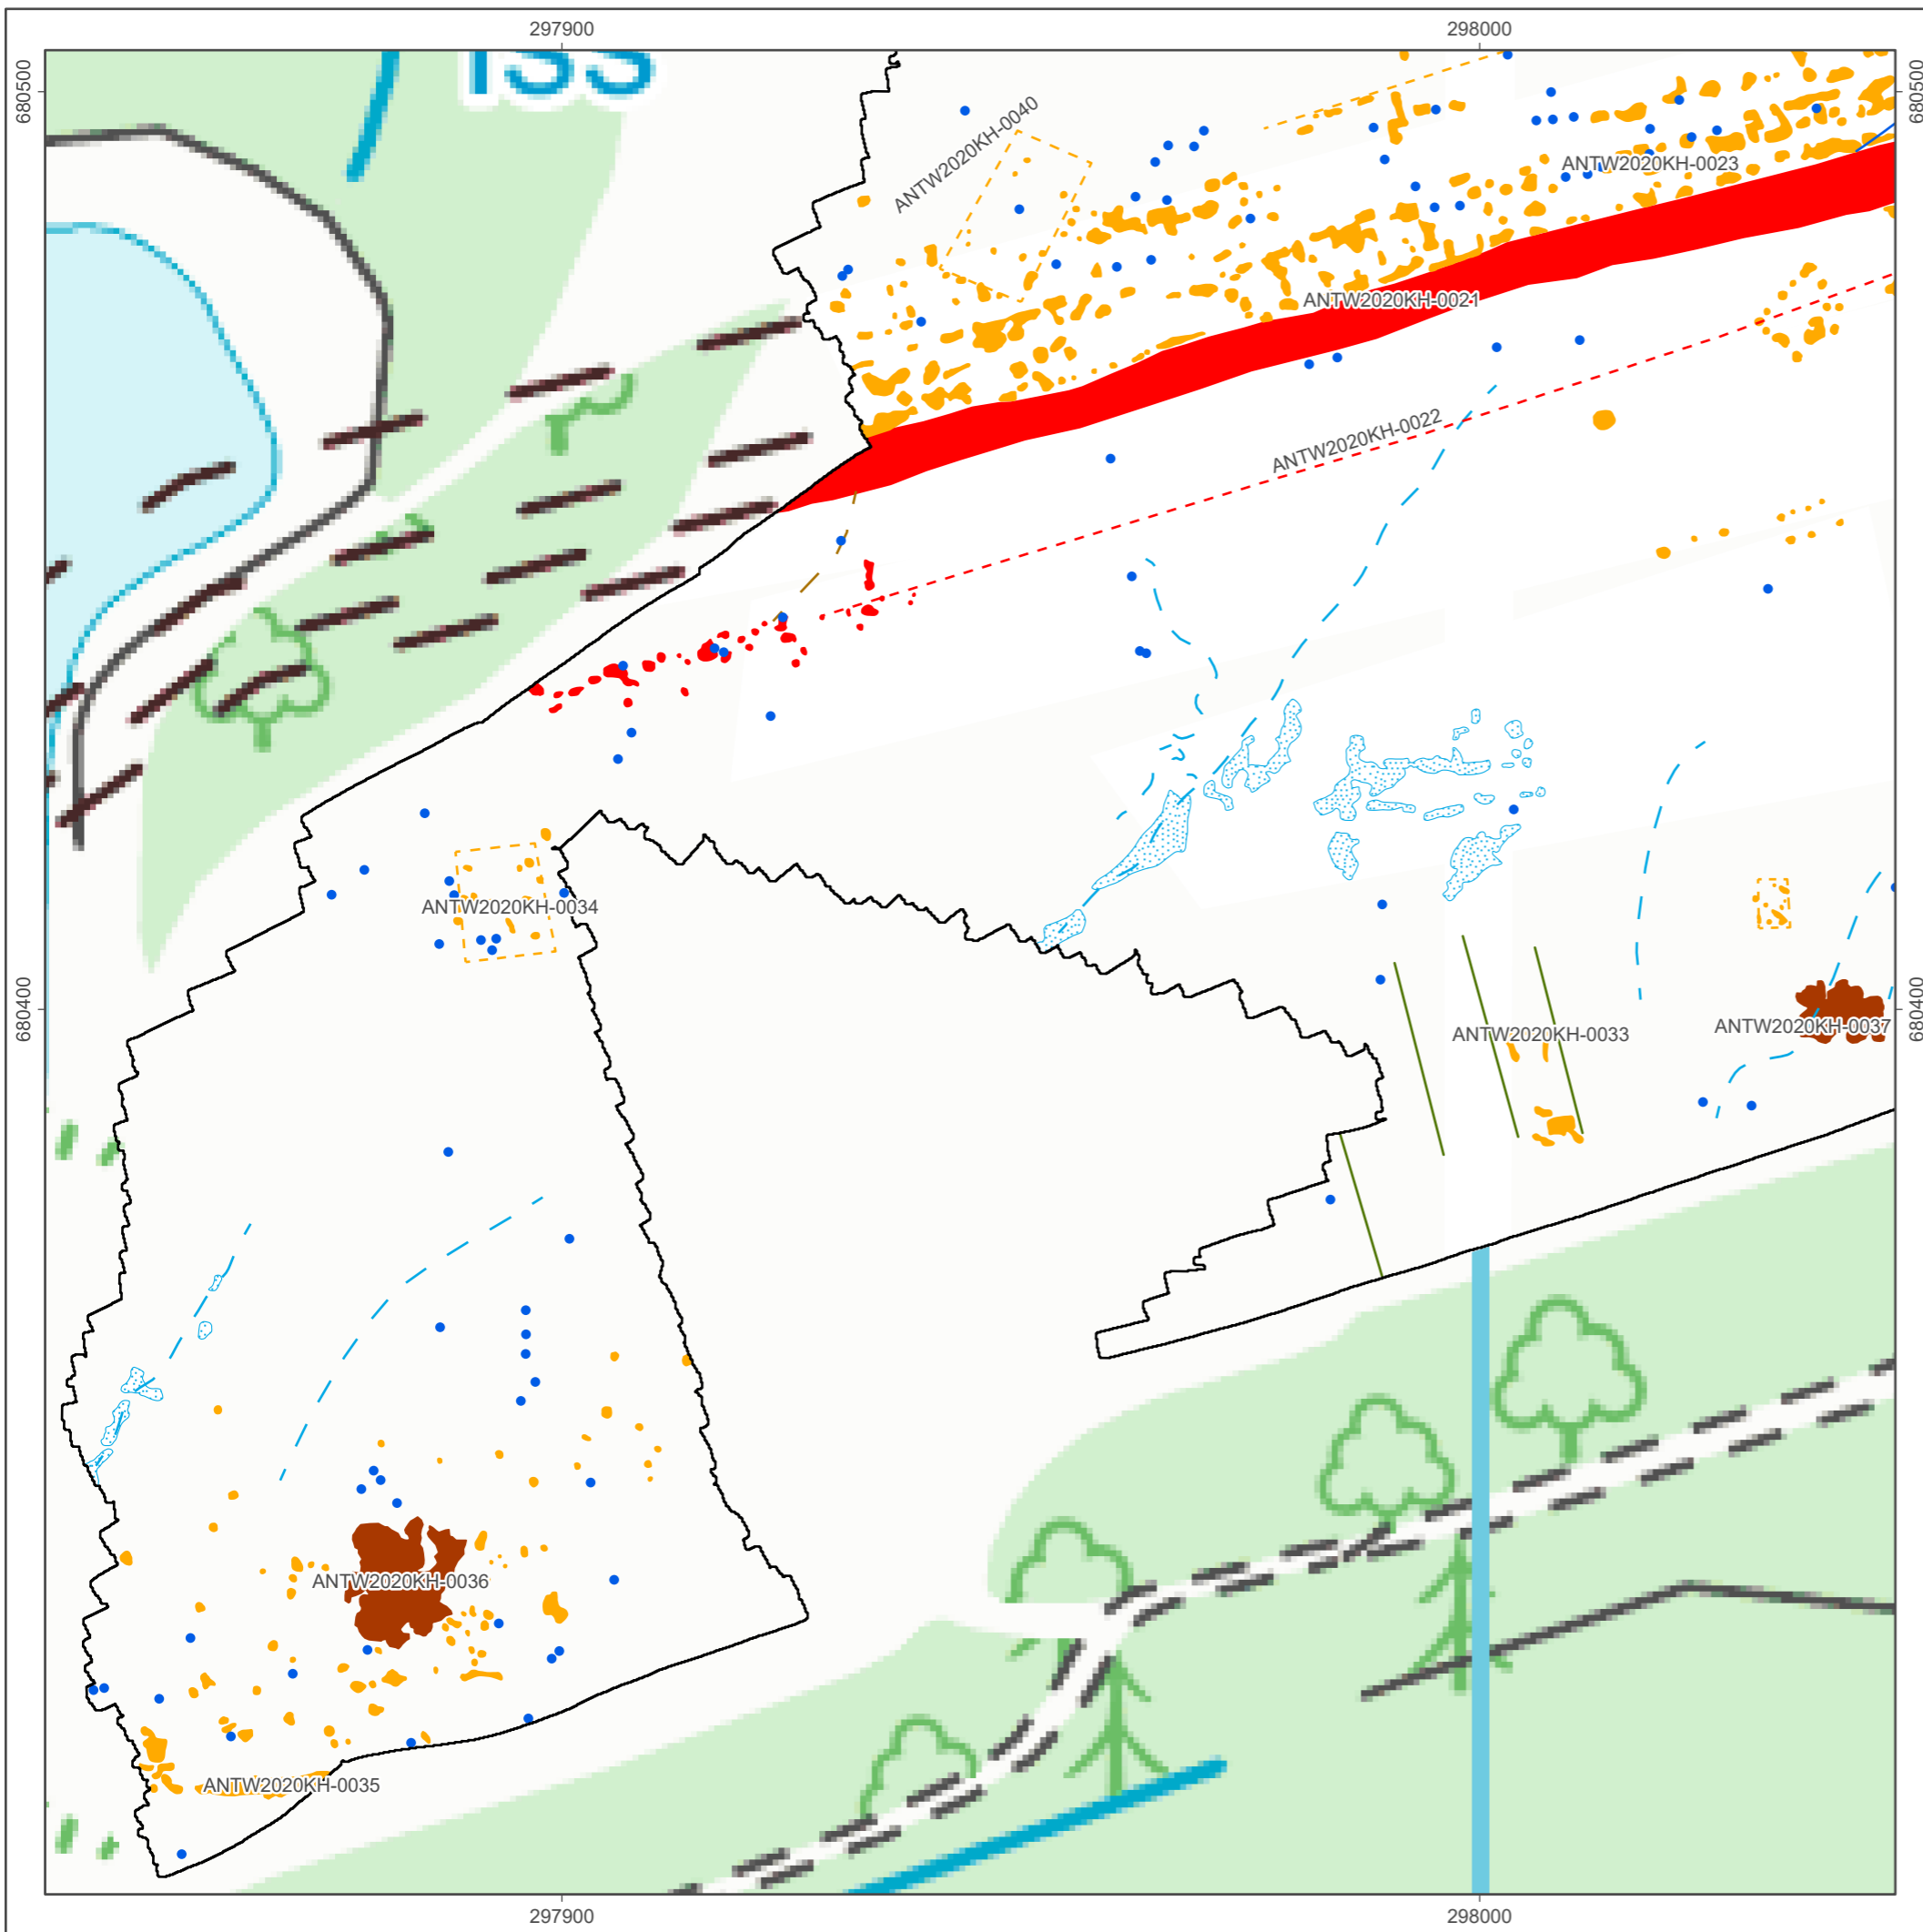 297900
298000
680500
680500
ISS
ANTW2020KH-0040
ANTW2020KH-0023
ANTW2020KH-0021
ANTW2020KH-0022
ANTW2020KH-0034
680400
680400
ANTW2020KH-0033
ANTW2020KH-0037
ANTW2020KH-0036
ANTW2020KH-0035
297900
298000